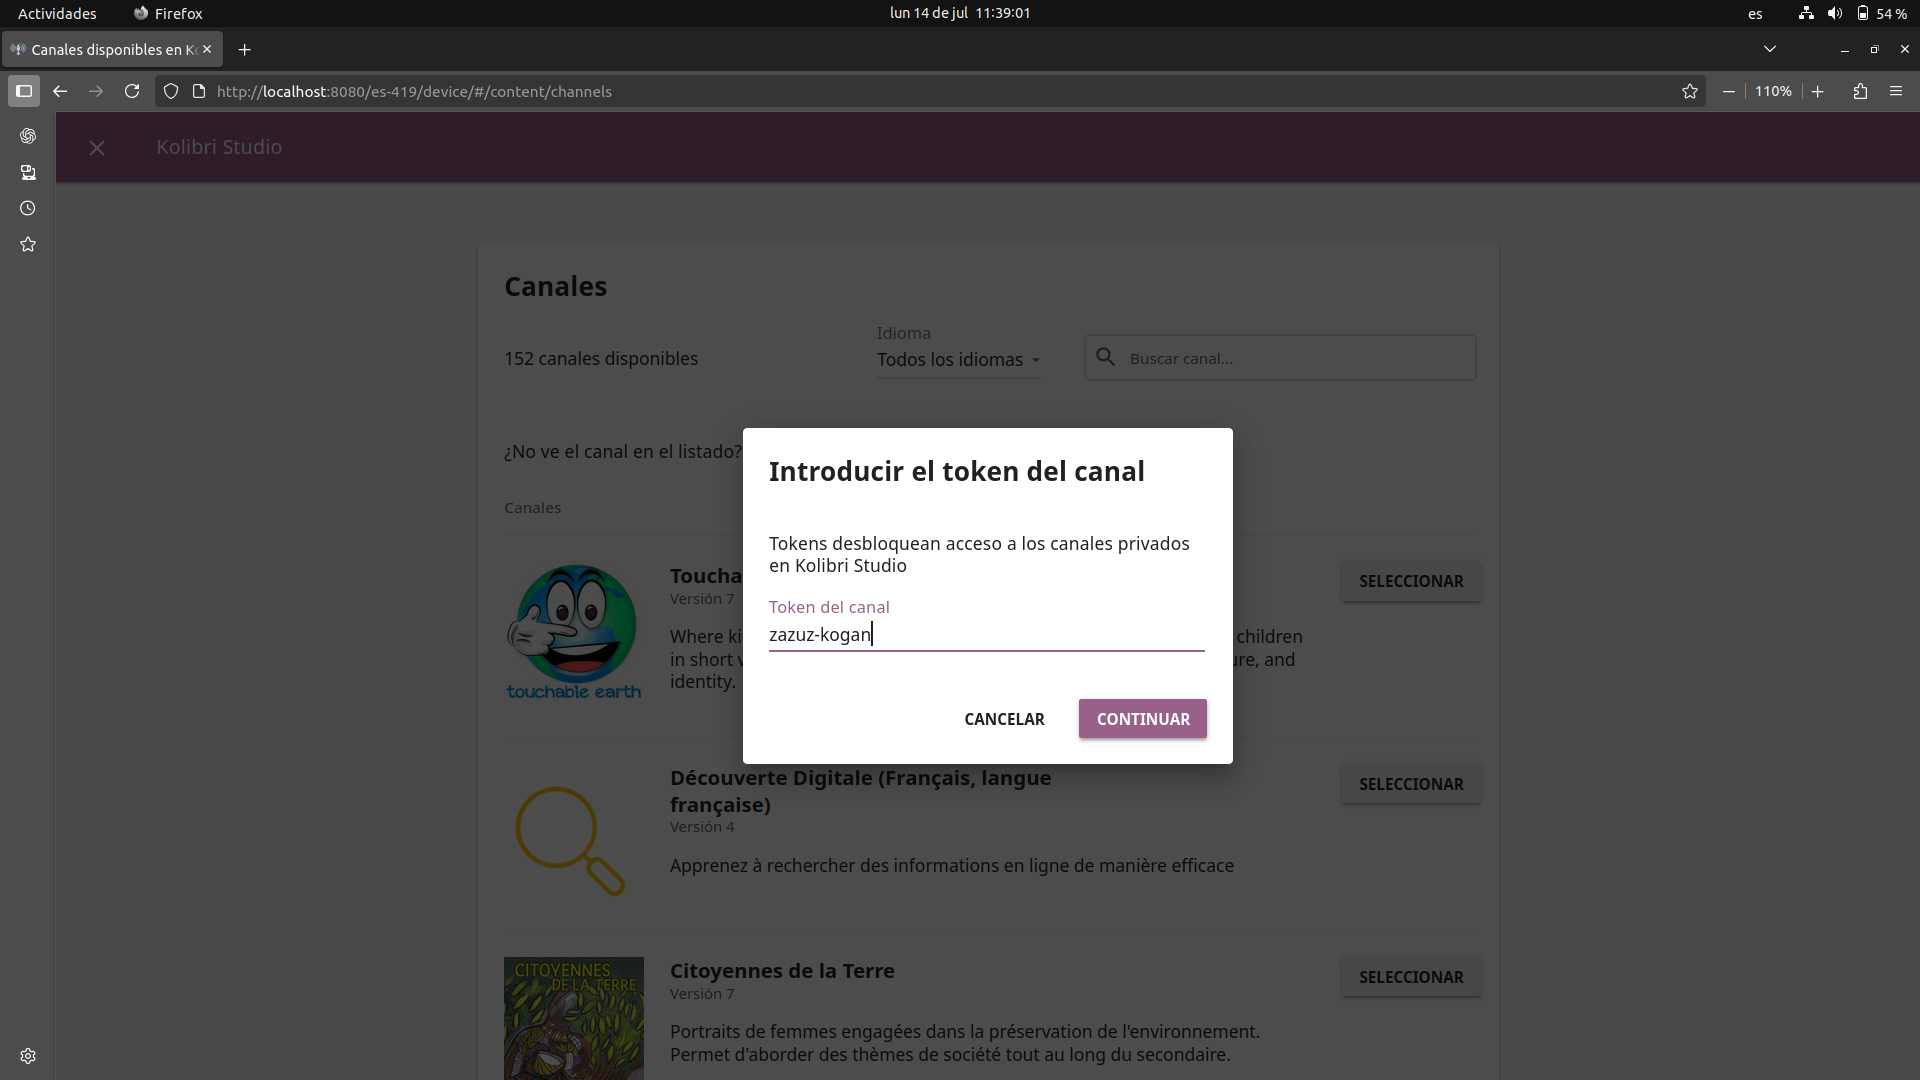 Actividades
Firefox
lun 14 de jul 11:39:01
es
54 %
Canales disponibles en Ko
http://localhost:8080/es-419/device/#/content/channels
110%
Kolibri Studio
Canales
152 canales disponibles
Idioma
Todos los idiomas
Buscar canal...
¿No ve el canal en el listado?
Canales
Introducir el token del canal
Tokens desbloquean acceso a los canales privados
en Kolibri Studio
Token del canal
zazuz-kogan
CANCELAR
CONTINUAR
touchable earth
Toucha
Versión 7
Where ki
children
in short v
ure, and
identity.
SELECCIONAR
Découverte Digitale (Français, langue
française)
Versión 4
Apprenez à rechercher des informations en ligne de manière efficace
SELECCIONAR
CITOYENNES
DE LA TERRE
Citoyennes de la Terre
Versión 7
Portraits de femmes engagées dans la préservation de l'environnement.
Permet d'aborder des thèmes de société tout au long du secondaire.
SELECCIONAR